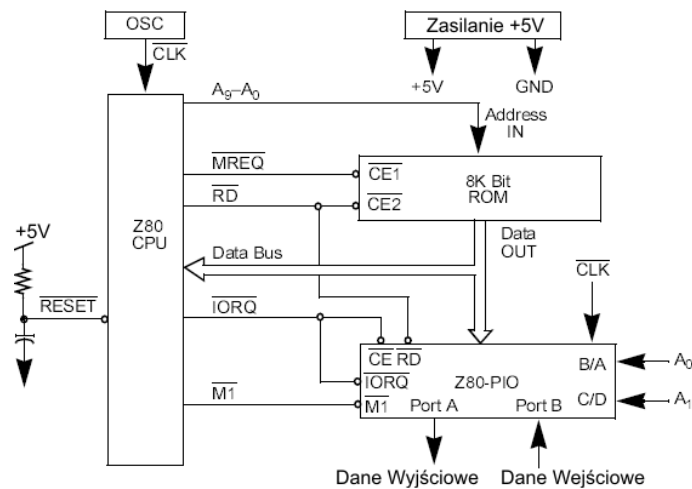 OSC
Zasilanie +5V
CLK
+5V
GND
A9–A0
Address
IN
MREQ
CE1
8K Bit
ROM
RD
CE2
Z80
CPU
+5V
Data Bus
Data
OUT
CLK
RESET
IORQ
CE RD
B/A
A0
IORQ
Z80-PIO
M1
M1
Port A
Port B
C/D
A1
Dane Wyjściowe
Dane Wejściowe